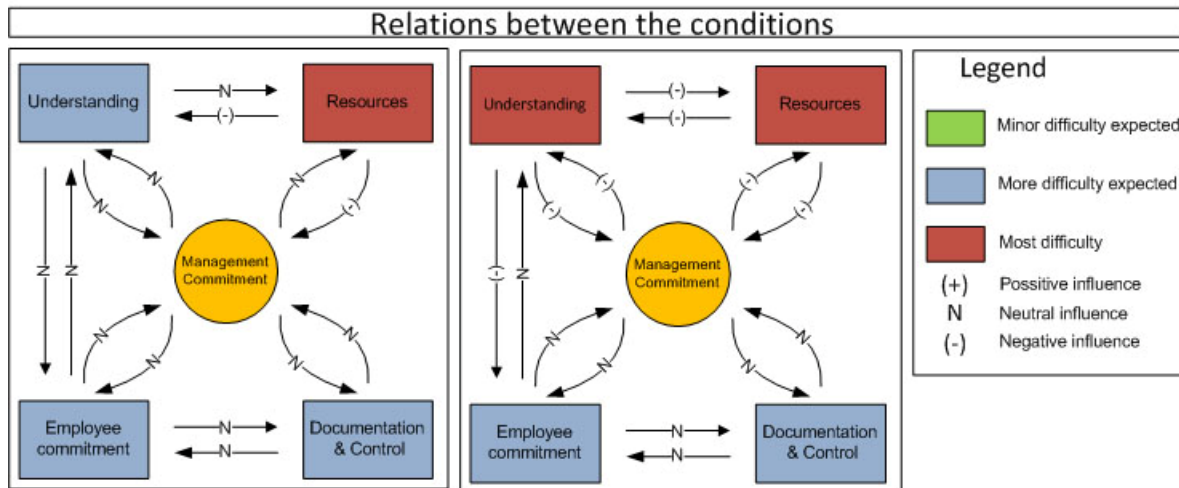 Relations between the conditions
Understanding
N
(-)
Resources
N
N
N
(-)
N
N
Management
Commitment
N
N
N
N
Employee
commitment
N
N
Documentation
& Control
Understanding
(-)
(-)
Resources
(-)
(-)
(-)
(-)
(-)
N
Management
Commitment
N
N
N
N
Employee
commitment
N
N
Documentation
& Control
Legend
Minor difficulty expected
More difficulty expected
Most difficulty
(+) Possitive influence
N Neutral influence
(-) Negative influence